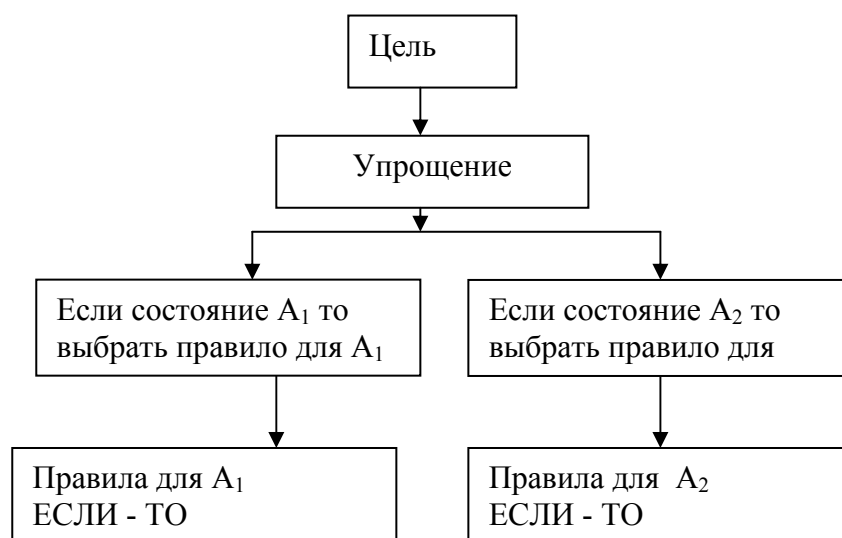 Цель
Упрощение
Если состояние A₁ то
выбрать правило для A₁
Если состояние A₂ то
выбрать правило для
Правила для A₁
ЕСЛИ - ТО
Правила для A₂
ЕСЛИ - ТО